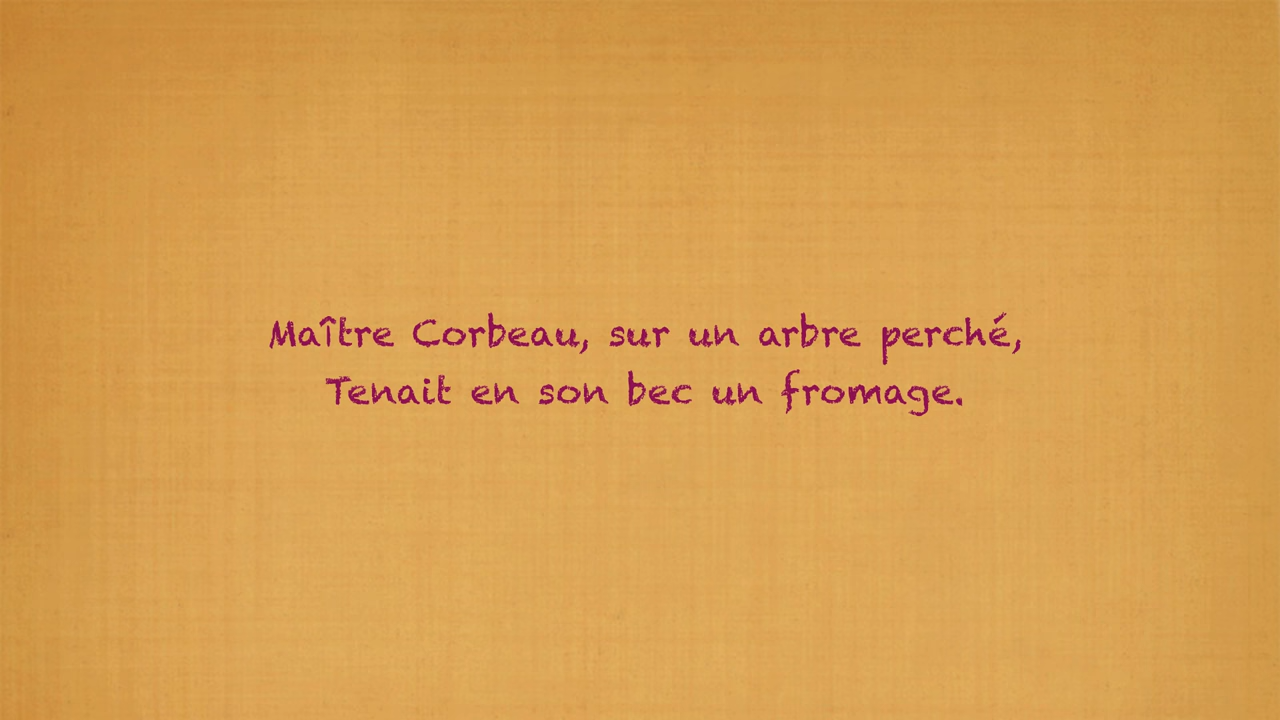 Maître Corbeau, sur un arbre perché,
Tenait en son bec un fromage.